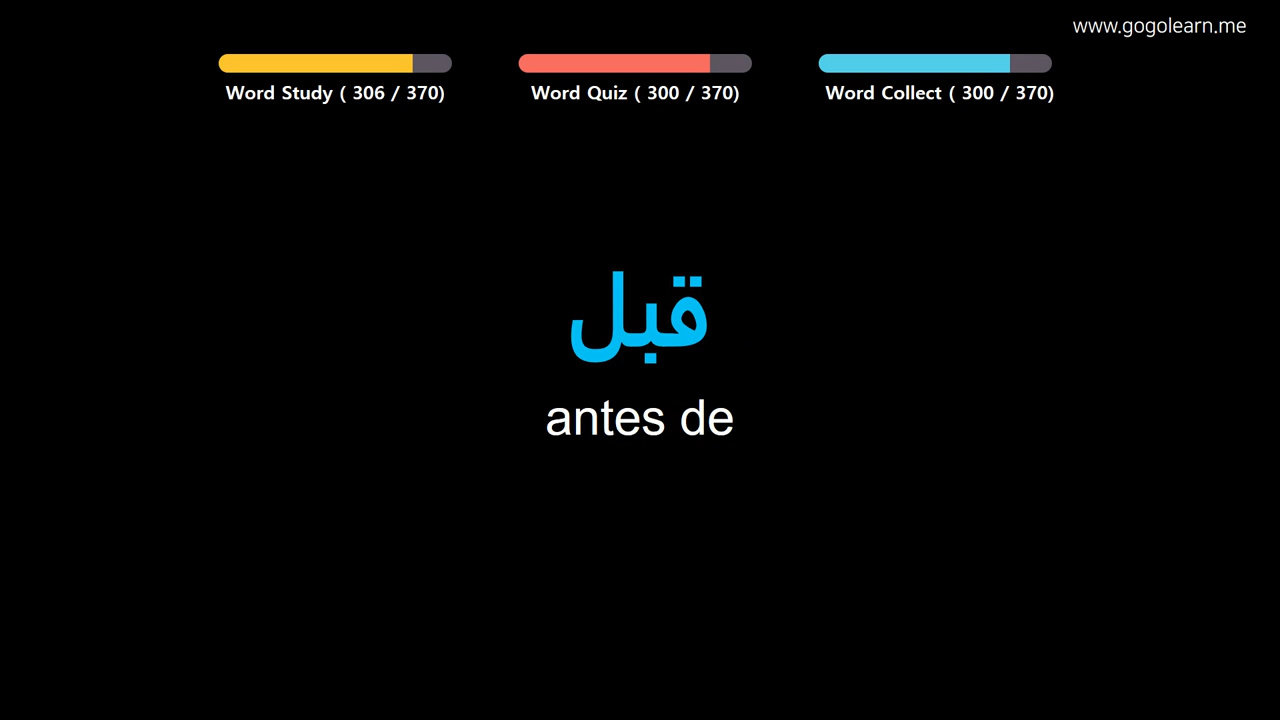 www.gogolearn.me
Word Study ( 306 / 370)
Word Quiz ( 300 / 370)
Word Collect ( 300 / 370)
قبل
antes de